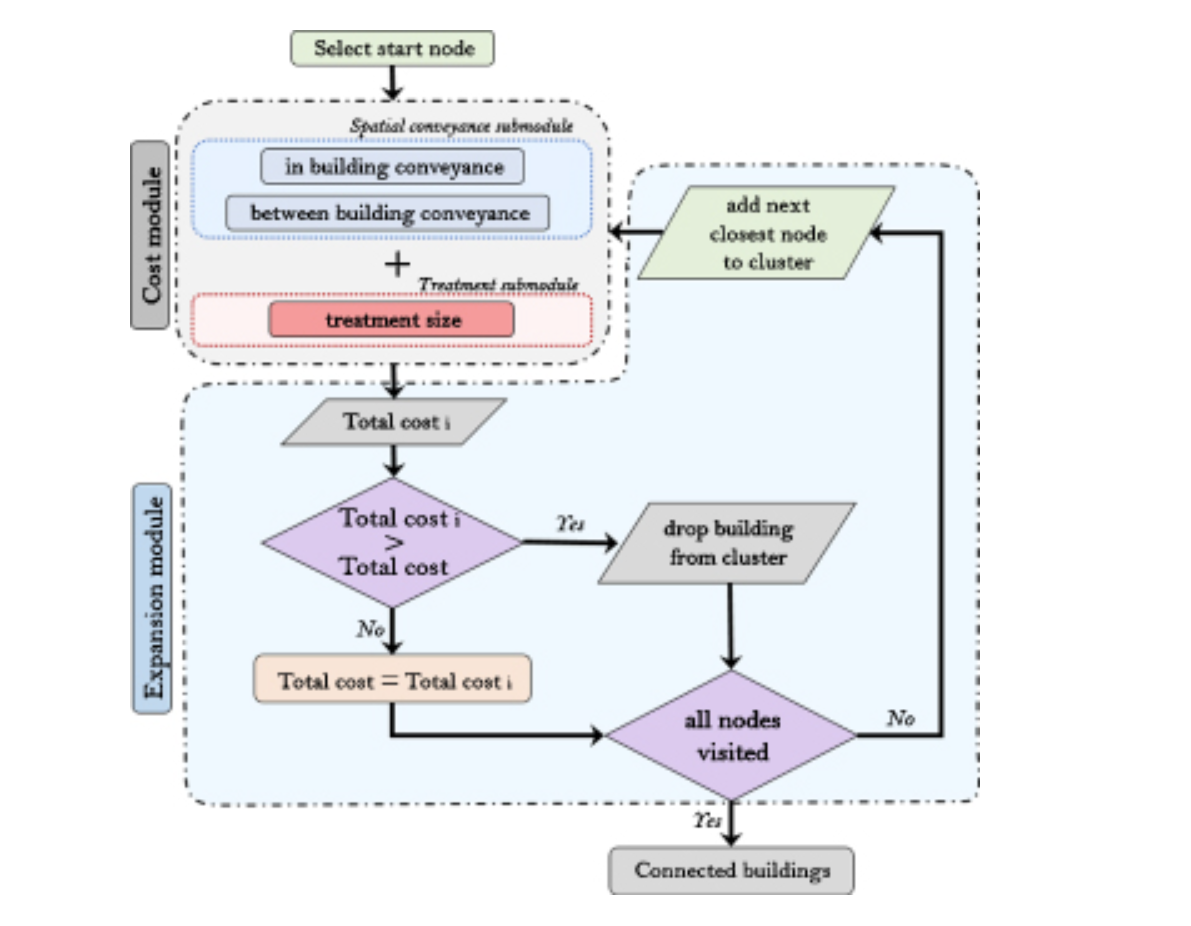 Select start node
Cost module
Spatial conveyance submodule
in building conveyance
between building conveyance
+
Treatment submodule
treatment size
add next
closest node
to cluster
Expansion module
Total cost i
Total cost i
>
Total cost
Yes
drop building
from cluster
No
Total cost = Total cost i
all nodes
visited
No
Yes
Connected buildings